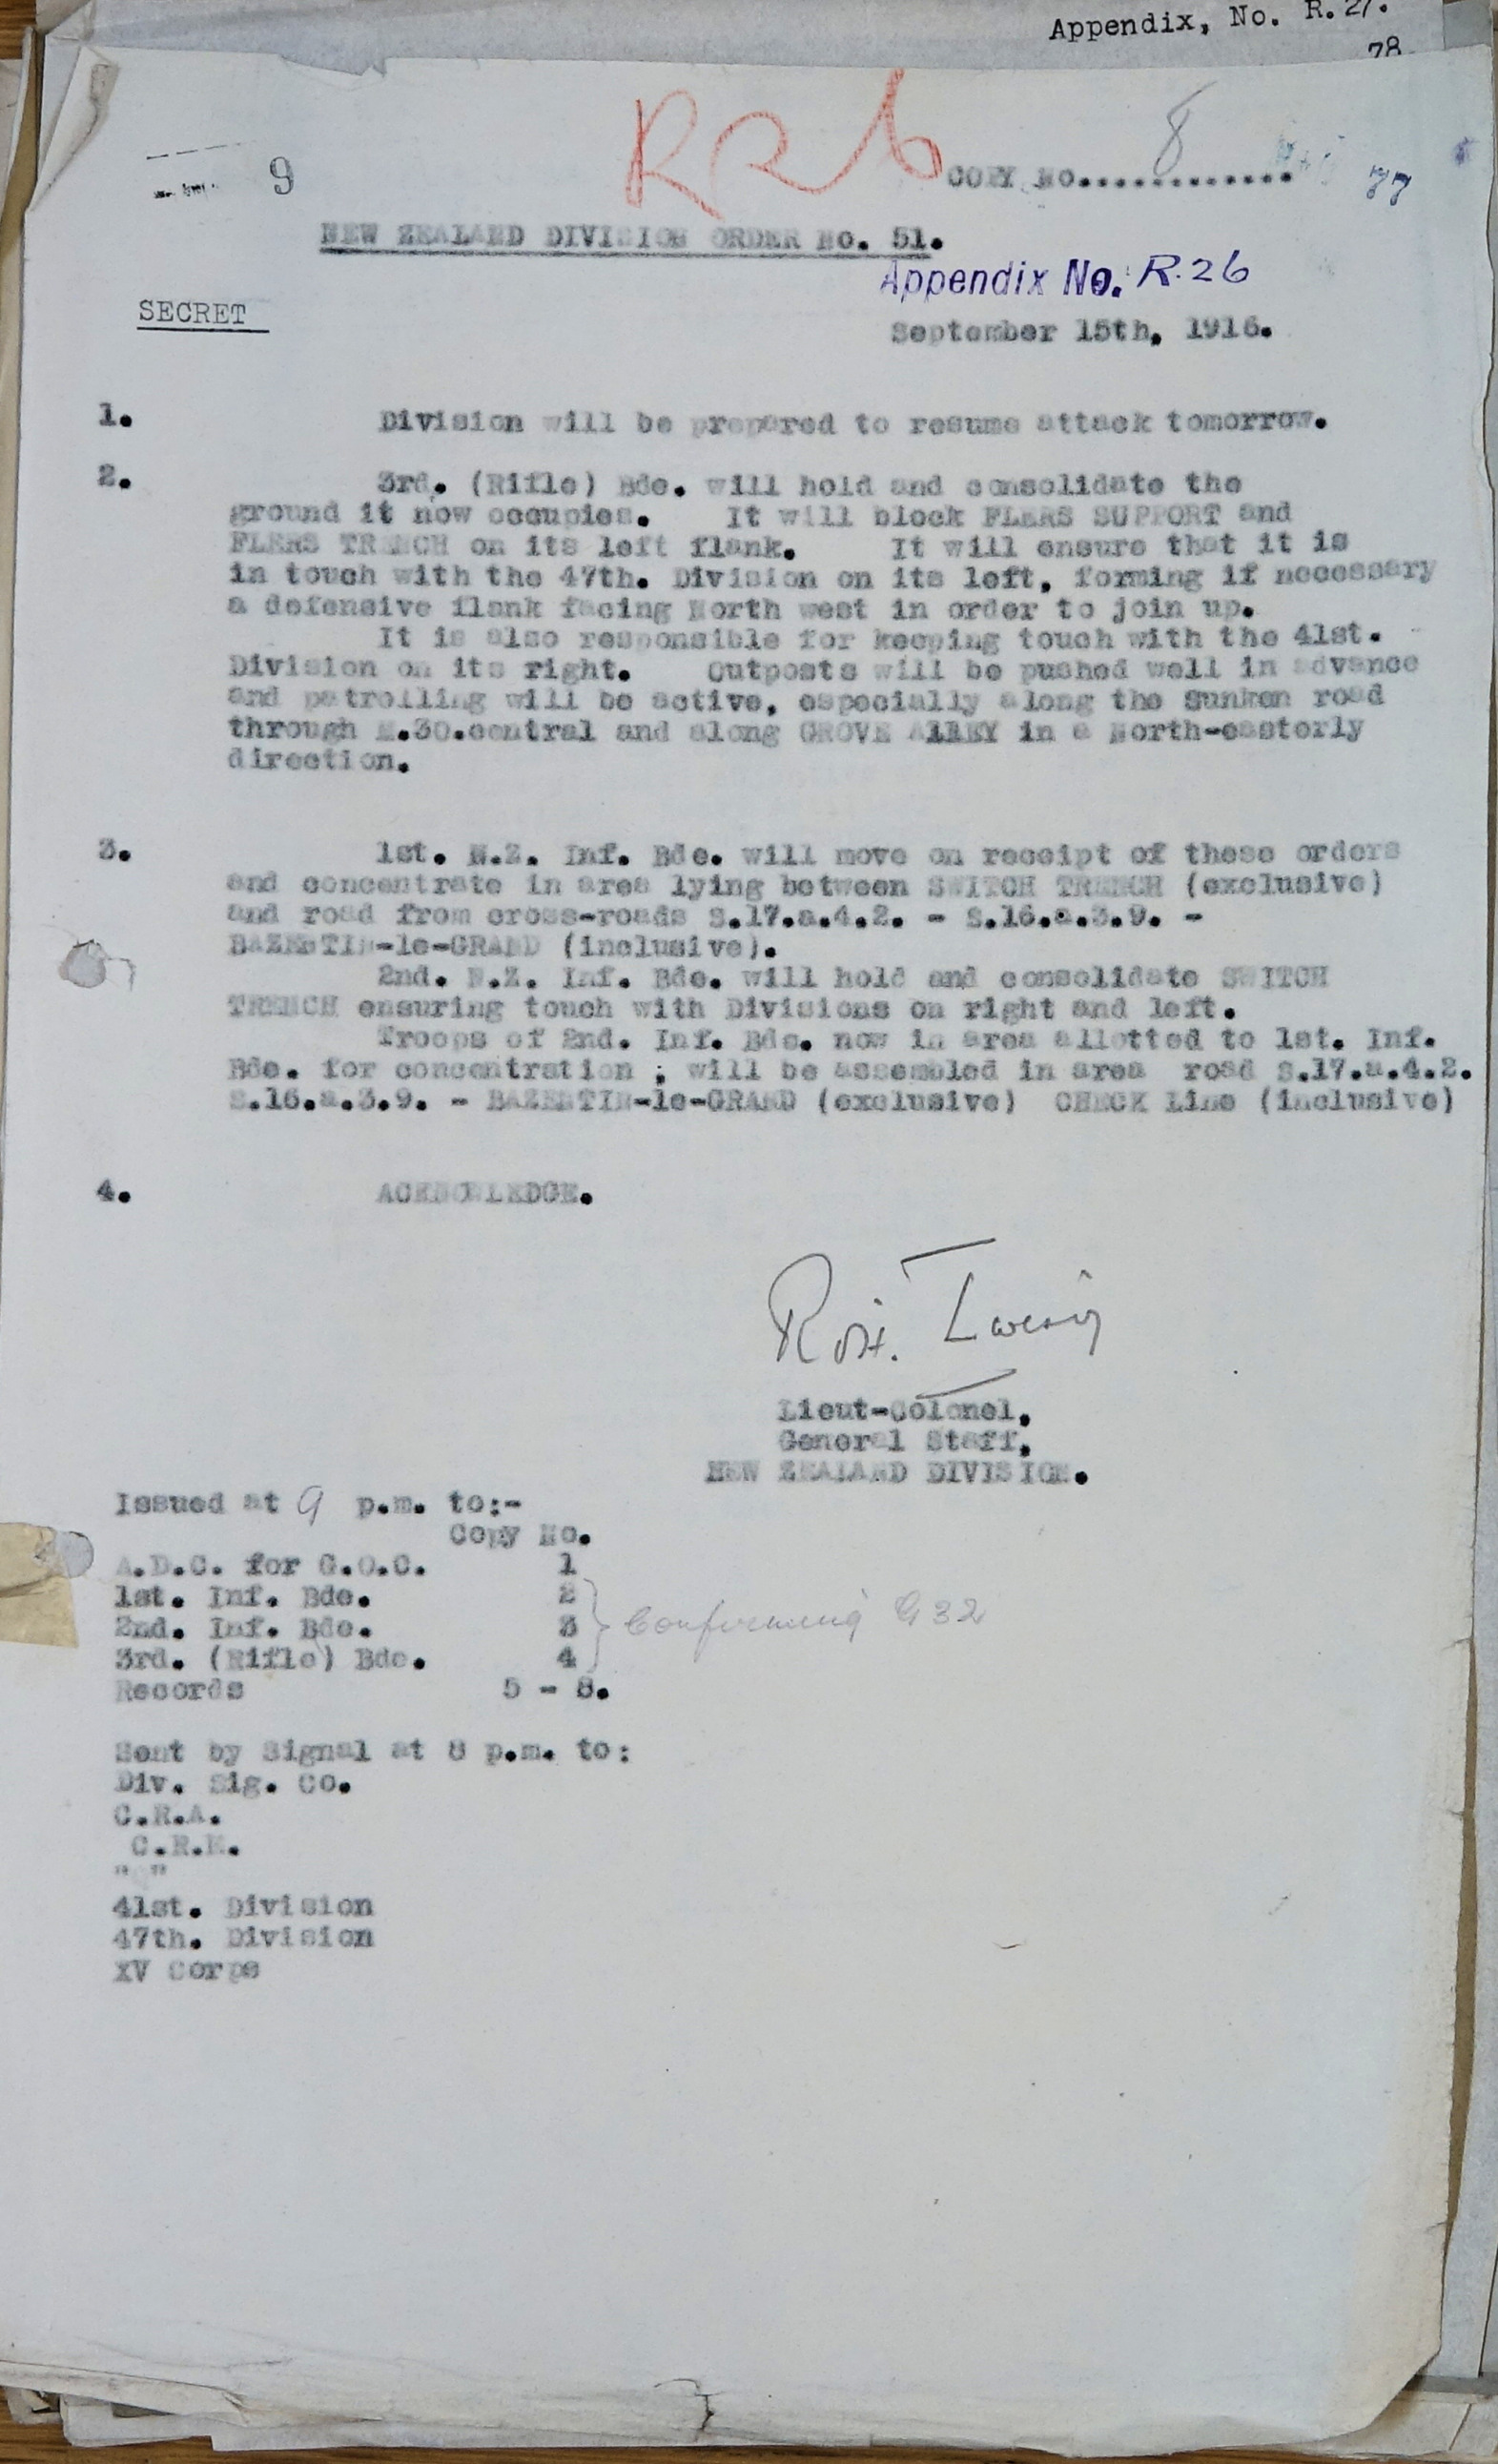 Appendix, No. R.27.
78
R26
9
COPY NO.............
8
77
NEW ZEALAND DIVISION ORDER No. 51.
Appendix No. R.26
SECRET
September 15th, 1916.
1. Division will be prepared to resume attack tomorrow.
2. 3rd. (Rifle) Bde. will hold and consolidate the
ground it now occupies. It will block FLERS SUPPORT and
FLERS TRENCH on its left flank. It will ensure that it is
in touch with the 47th. Division on its left, forming if necessary
a defensive flank facing North west in order to join up.
It is also responsible for keeping touch with the 41st.
Division on its right. Outposts will be pushed well in advance
and patrolling will be active, especially along the Sunken road
through M.30.central and along GROVE ALLEY in a North-easterly
direction.
3. 1st. N.Z. Inf. Bde. will move on receipt of these orders
and concentrate in area lying between SWITCH TRENCH (exclusive)
and road from cross-roads S.17.a.4.2. - S.16.a.3.9. -
BAZENTIN-le-GRAND (inclusive).
2nd. N.Z. Inf. Bde. will hold and consolidate SWITCH
TRENCH ensuring touch with Divisions on right and left.
Troops of 2nd. Inf. Bde. now in area allotted to 1st. Inf.
Bde. for concentration ; will be assembled in area road S.17.a.4.2.
S.16.a.3.9. - BAZENTIN-le-GRAND (exclusive) CHECK Line (inclusive)
4. ACKNOWLEDGE.
Lieut-Colonel,
General Staff,
NEW ZEALAND DIVISION.
Issued at 9 p.m. to:-
Copy No.
A.D.C. for G.O.C. 1
1st. Inf. Bde. 2
2nd. Inf. Bde. 3
3rd. (Rifle) Bde. 4
Confirming G32
Records 5 - 8.
Sent by Signal at 8 p.m. to:
Div. Sig. Co.
C.R.A.
C.R.E.
41st. Division
47th. Division
XV Corps